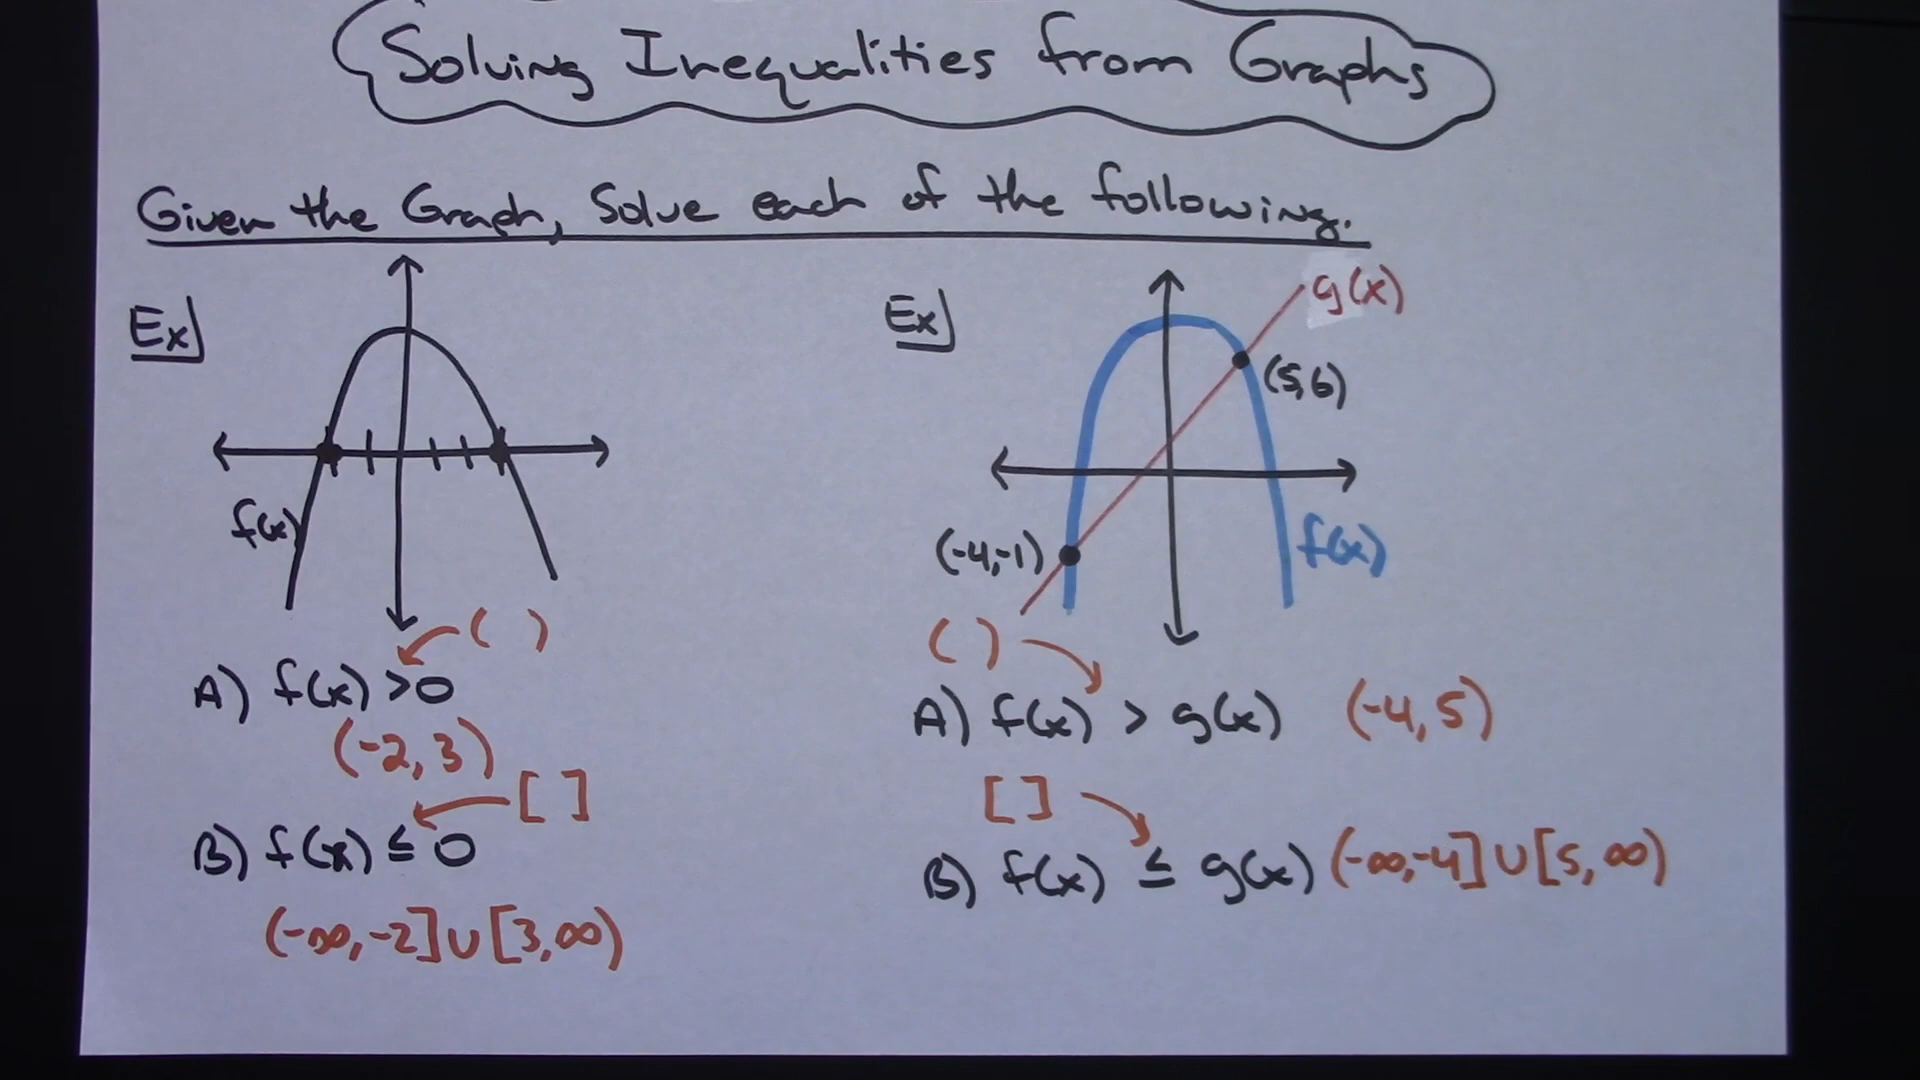 Solving Inequalities from Graphs
Given the Graph, Solve each of the following.
Ex
f(x)
( )
A) f(x) > 0
(-2, 3)
[ ]
B) f(x) ≤ 0
(-∞, -2] ∪ [3, ∞)
Ex
g(x)
(5,6)
(-4,-1)
f(x)
( )
A) f(x) > g(x) (-4, 5)
[ ]
B) f(x) ≤ g(x) (-∞, -4] ∪ [5, ∞)